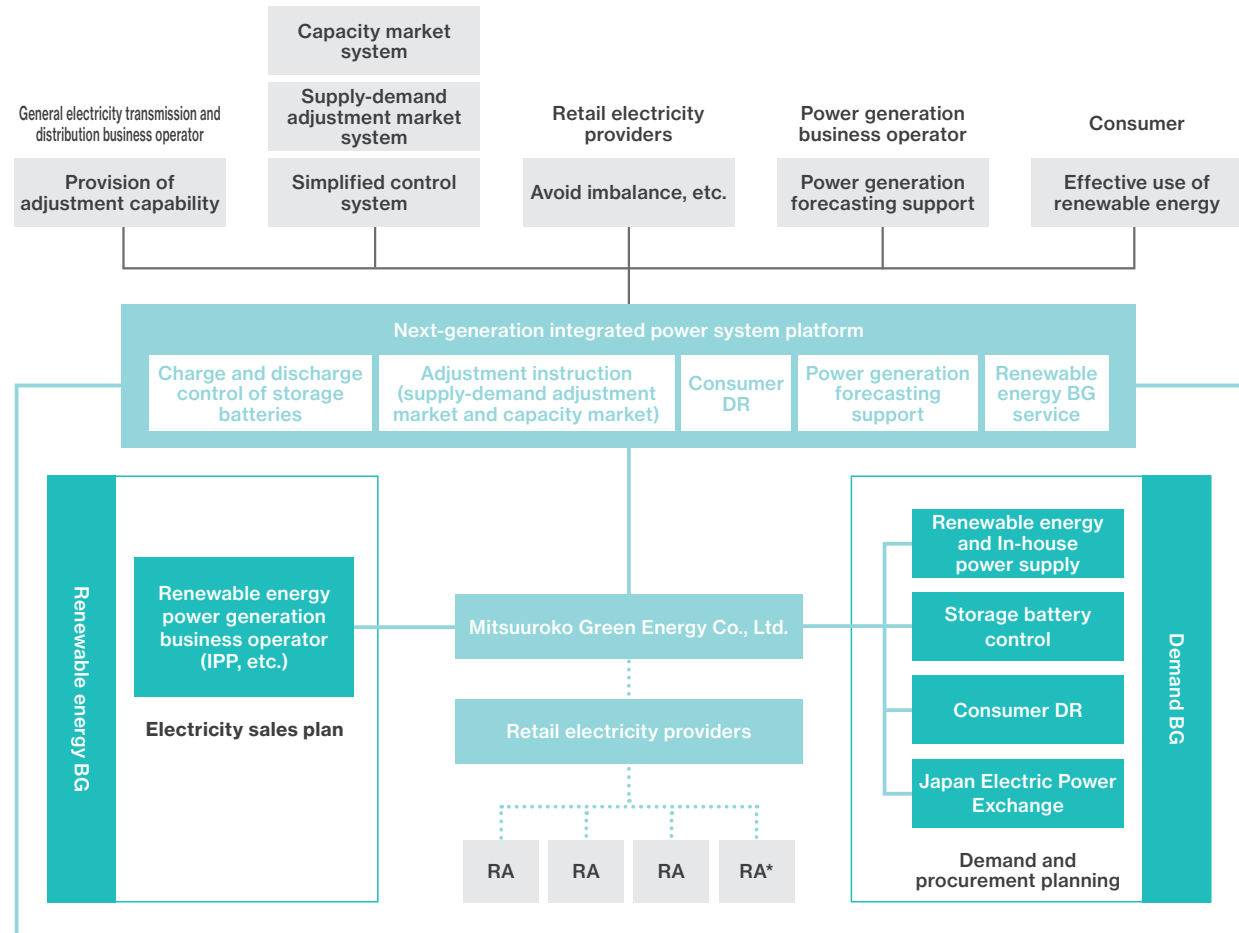 Capacity market
system
Supply-demand
adjustment market
system
General electricity transmission and
distribution business operator
Retail electricity
providers
Power generation
business operator
Consumer
Provision of
adjustment capability
Simplified control
system
Avoid imbalance, etc.
Power generation
forecasting support
Effective use of
renewable energy
Next-generation integrated power system platform
Charge and discharge
control of storage
batteries
Adjustment instruction
(supply-demand adjustment
market and capacity market)
Consumer
DR
Power generation
forecasting support
Renewable
energy BG
service
Renewable energy BG
Renewable energy
power generation
business operator
(IPP, etc.)
Electricity sales plan
Mitsuuroko Green Energy Co., Ltd.
Retail electricity providers
RA
RA
RA
RA*
Renewable energy
and In-house
power supply
Storage battery
control
Consumer DR
Japan Electric Power
Exchange
Demand and
procurement planning
Demand BG